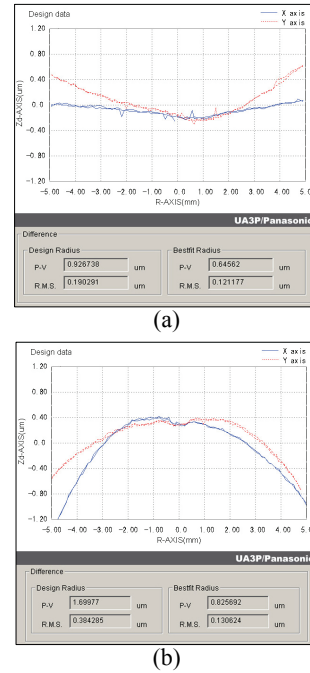 Design data
X axis
Y axis
Zd-AXIS(um)
1.20
0.80
0.40
0.0
-0.40
-0.80
-1.20
-5.00 -4.00 -3.00 -2.00 -1.00 0.0 1.00 2.00 3.00 4.00 5.0
R-AXIS(mm)
UA3P/Panasonic
Difference
Design Radius
P-V 0.926738 um
R.M.S. 0.190291 um
Bestfit Radius
P-V 0.64562 um
R.M.S. 0.121177 um
(a)
Design data
X axis
Y axis
Zd-AXIS(um)
1.20
0.80
0.40
0.0
-0.40
-0.80
-1.20
-5.00 -4.00 -3.00 -2.00 -1.00 0.0 1.00 2.00 3.00 4.00 5.00
R-AXIS(mm)
UA3P/Panasonic
Difference
Design Radius
P-V 1.69977 um
R.M.S. 0.384285 um
Bestfit Radius
P-V 0.825692 um
R.M.S. 0.130624 um
(b)